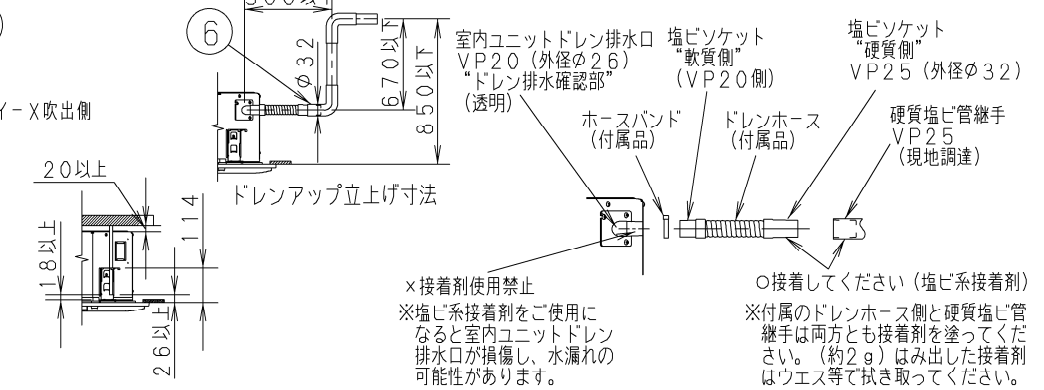 ⑥
φ32
670以下
850以下
ドレンアップ立上げ寸法
20以上
114
18以上
26以上
室内ユニットドレン排水口
VP20（外径φ26）
“ドレン排水確認部”
（透明）
塩ビソケット
“軟質側”
（VP20側）
塩ビソケット
“硬質側”
VP25（外径φ32）
ホースバンド
（付属品）
ドレンホース
（付属品）
硬質塩ビ管継手
VP25
（現地調達）
×接着剤使用禁止
※塩ビ系接着剤をご使用に
なると室内ユニットドレン
排水口が損傷し、水漏れの
可能性があります。
○接着してください（塩ビ系接着剤）
※付属のドレンホース側と硬質塩ビ管
継手は両方とも接着剤を塗ってくだ
さい。（約2g）はみ出した接着剤
はウエス等で拭き取ってください。